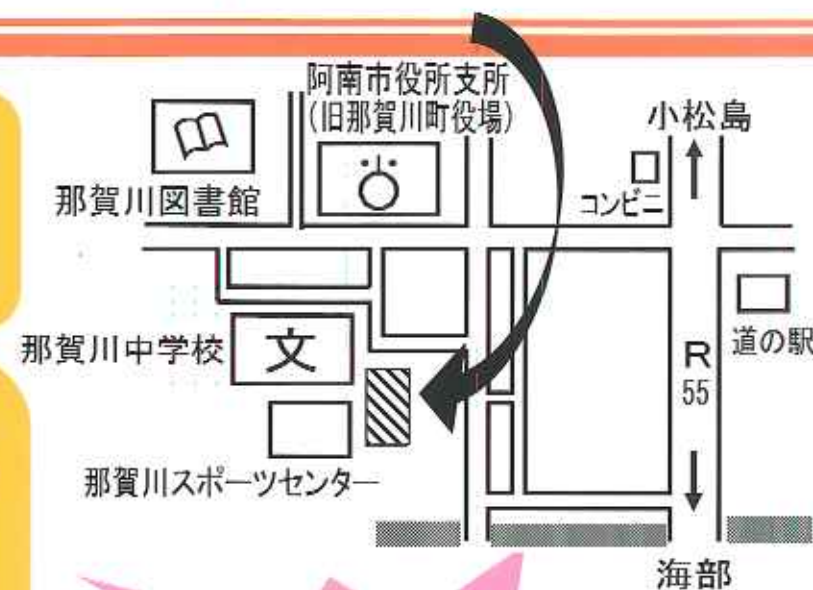 阿南市役所支所
(旧那賀川町役場)
小松島
コンビニ
那賀川図書館
那賀川中学校
文
R
55
道の駅
那賀川スポーツセンター
海部